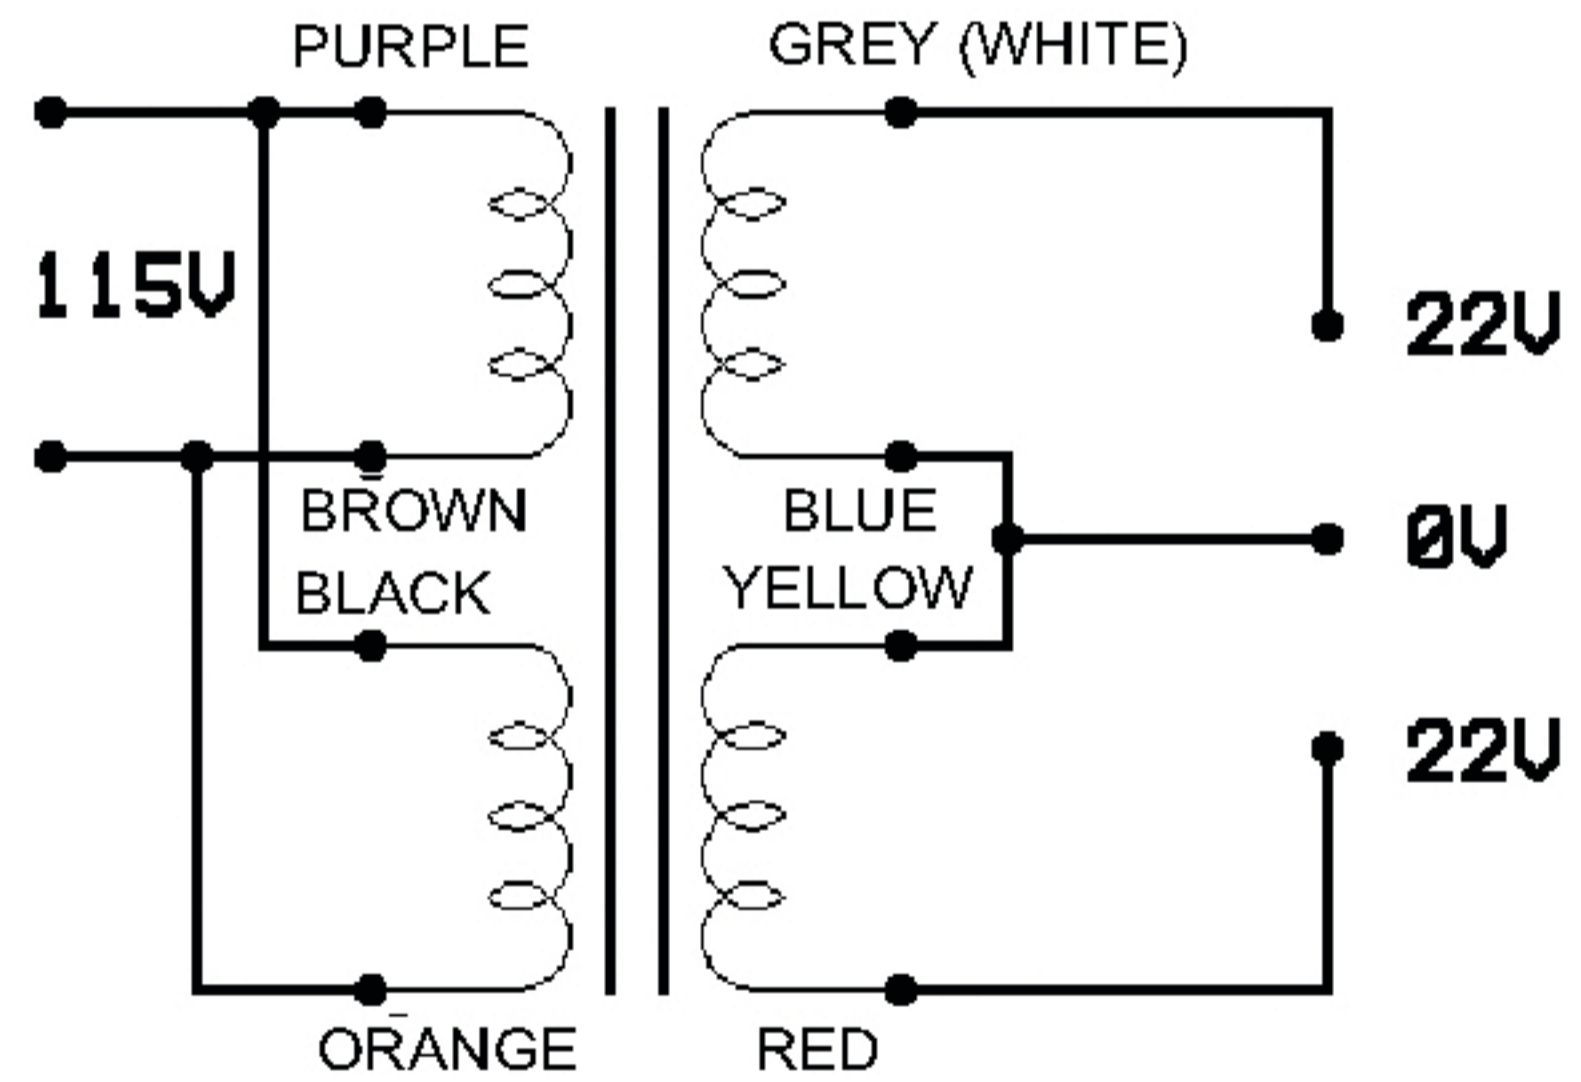 PURPLE
GREY (WHITE)
115V
22V
BROWN
BLUE
0V
BLACK
YELLOW
22V
ORANGE
RED